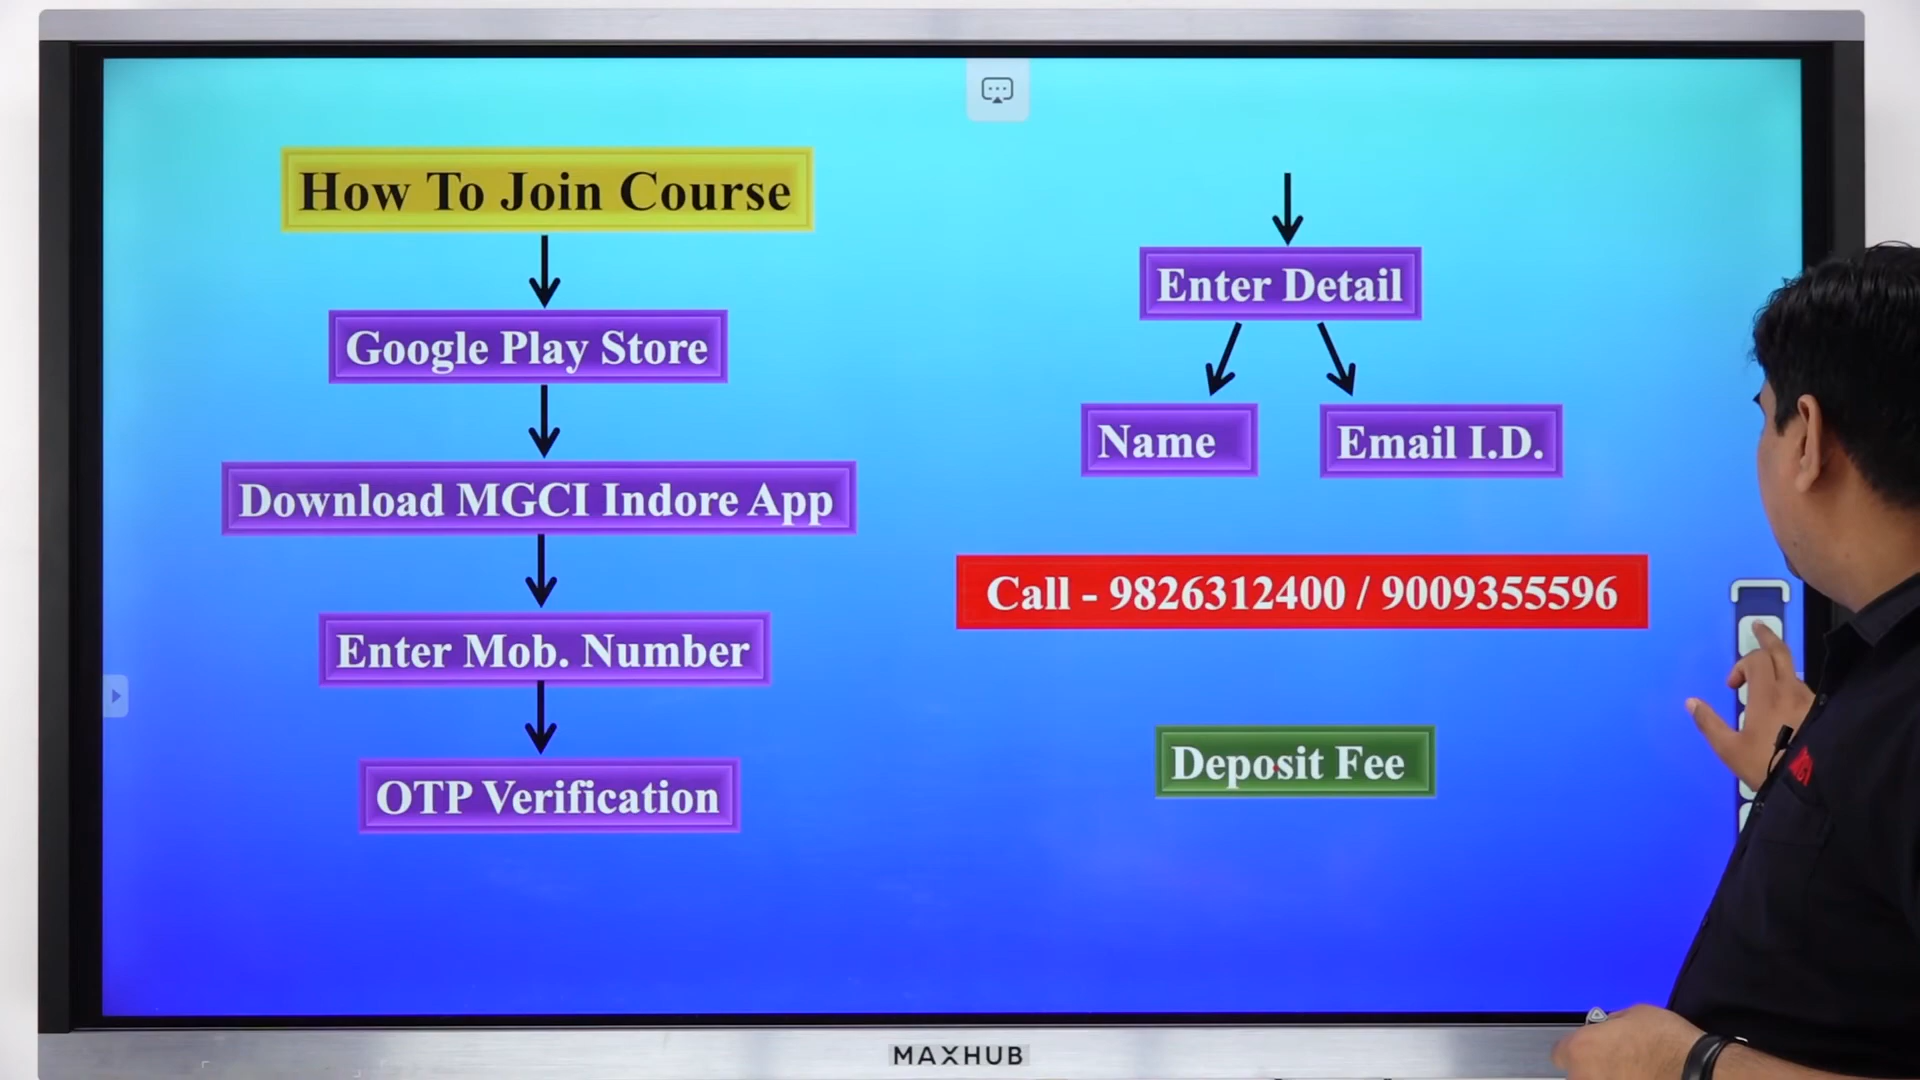 How To Join Course
Google Play Store
Download MGCI Indore App
Enter Mob. Number
OTP Verification
Enter Detail
Name
Email I.D.
Call - 9826312400 / 9009355596
Deposit Fee
MAXHUB